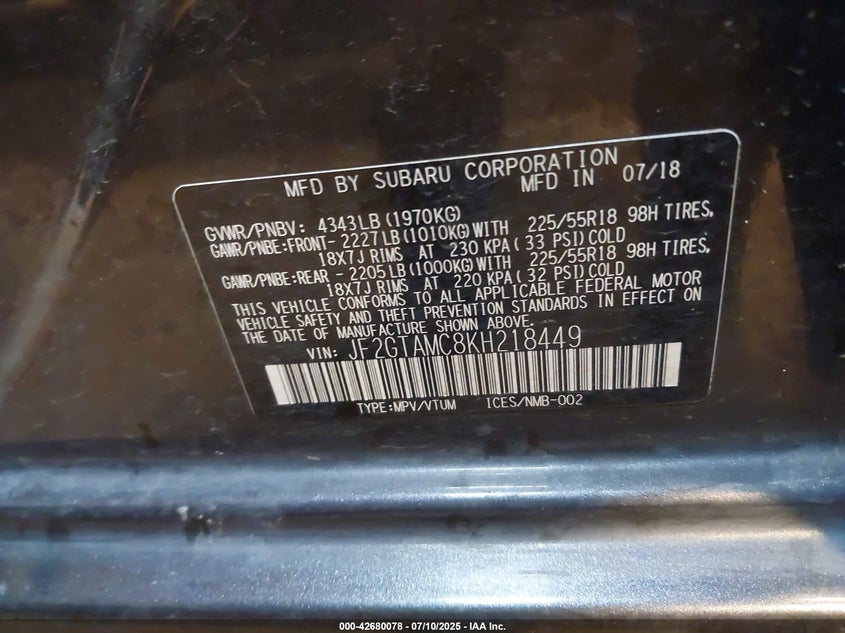 MFD BY SUBARU CORPORATION
MFD IN 07/18
GVWR/PNBV: 4343LB(1970KG)
GAWR/PNBE:FRONT- 2227LB(1010KG)WITH 225/55R18 98H TIRES,
18X7J RIMS AT 230 KPA( 33 PSI)COLD
GAWR/PNBE:REAR - 2205LB(1000KG)WITH 225/55R18 98H TIRES,
18X7J RIMS AT 220 KPA( 32 PSI)COLD
THIS VEHICLE CONFORMS TO ALL APPLICABLE FEDERAL MOTOR
VEHICLE SAFETY AND THEFT PREVENTION STANDARDS IN EFFECT ON
THE DATE OF MANUFACTURE SHOWN ABOVE.
VIN: JF2GTAMC8KH218449
TYPE:MPV/VTUM ICES/NMB-002
000-42680078 - 07/10/2025 - IAA Inc.